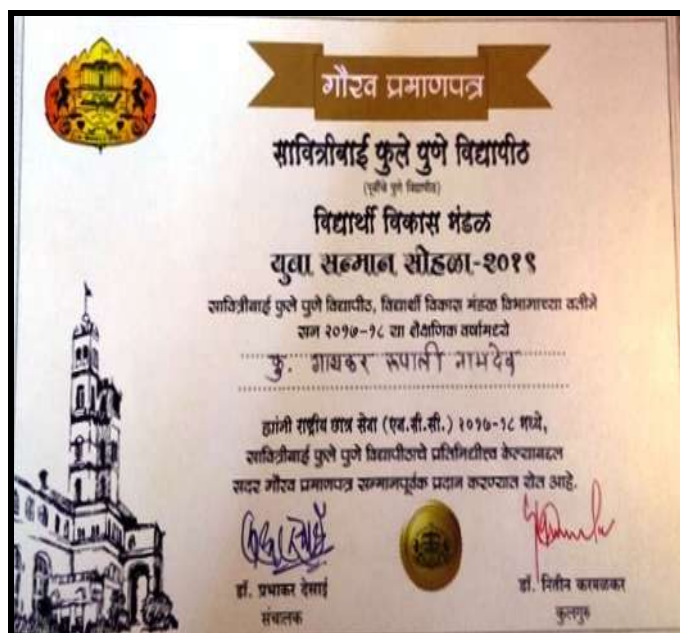 गौरव प्रमाणपत्र
सावित्रीबाई फुले पुणे विद्यापीठ
(पूर्वीचे पुणे विद्यापीठ)
विद्यार्थी विकास मंडळ
युवा सन्मान सोहळा-२०१९
सावित्रीबाई फुले पुणे विद्यापीठ, विद्यार्थी विकास मंडळ विभागाच्या वतीने
सन २०१७-१८ या शैक्षणिक वर्षामध्ये
कु. गायकर रूपाली नामदेव
ह्यांनी राष्ट्रीय छात्र सेना (एन.सी.सी.) २०१७-१८ मध्ये,
सावित्रीबाई फुले पुणे विद्यापीठाचे प्रतिनिधीत्व केल्याबद्दल
सदर गौरव प्रमाणपत्र सन्मानपूर्वक प्रदान करण्यात येत आहे.
डॉ. प्रभाकर देसाई
संचालक
डॉ. नितीन करमळकर
कुलगुरु